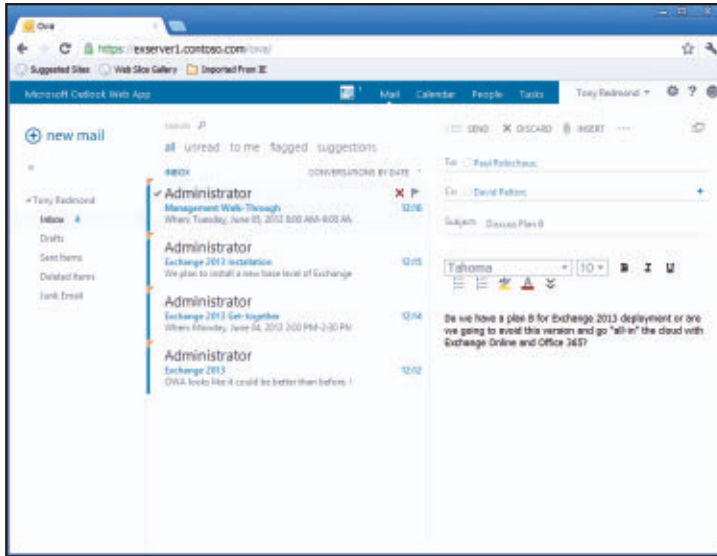 Ova
https://exserver1.contoso.com/ova/
Suggested Sites Web Slice Gallery Imported From IE
Microsoft Outlook Web App
1 Mail Calendar People Tasks Tony Redmond ?
new mail
all unread to me flagged suggestions
INBOX CONVERSATIONS BY DATE
Tony Redmond
Inbox 4
Drafts
Sent Items
Deleted Items
Junk Email
Administrator
Management Walk-Through 12:16
When: Tuesday, June 05, 2012 8:00 AM-9:00 AM
Administrator
Exchange 2013 installation 12:15
We plan to install a new base level of Exchange
Administrator
Exchange 2013 Get-together 12:14
When: Monday, June 04, 2012 2:00 PM-2:30 PM
Administrator
Exchange 2013 12:12
OWA looks like it could be better than before. !
SEND DISCARD INSERT ...
To: Paul
Cc: David
Subject: Discuss Plan B
Tahoma 10 B I U
A
Do we have a plan B for Exchange 2013 deployment or are
we going to avoid this version and go "all-in" the cloud with
Exchange Online and Office 365?